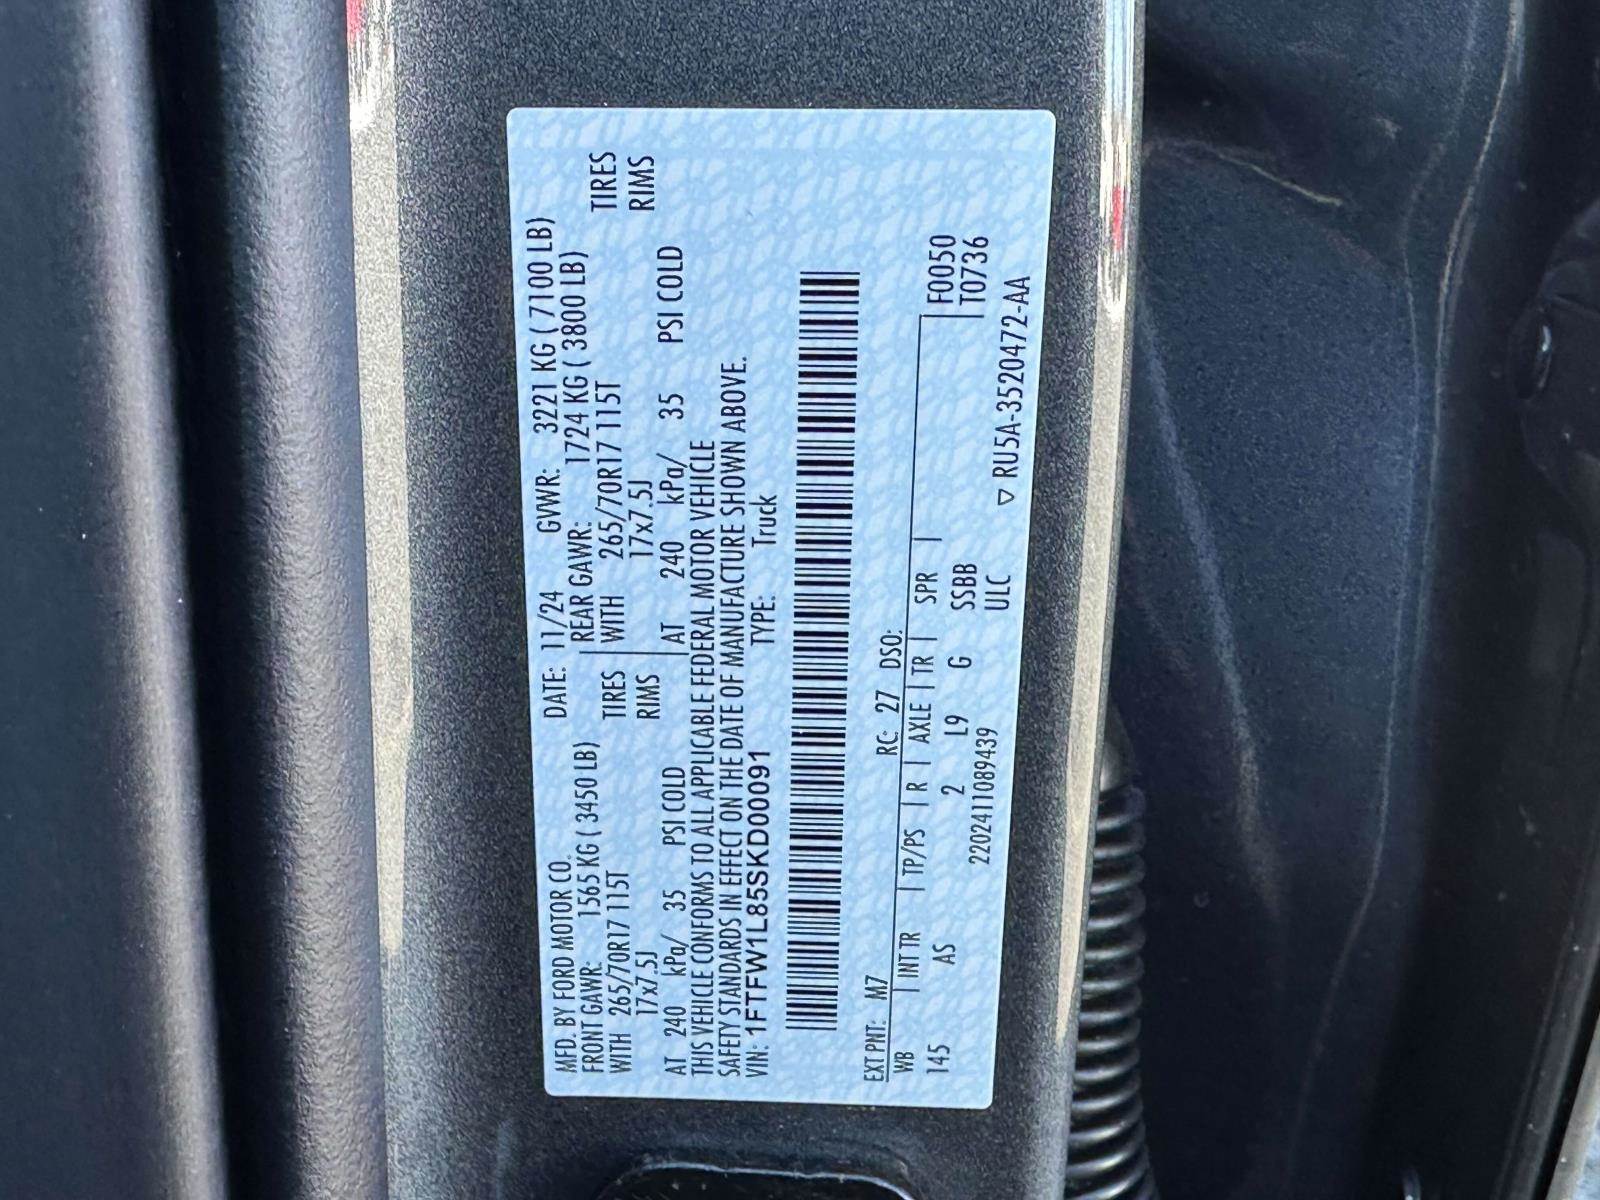 MFD. BY FORD MOTOR CO. DATE: 11/24 GVWR: 3221 KG ( 7100 LB)
FRONT GAWR: 1565 KG ( 3450 LB) REAR GAWR: 1724 KG ( 3800 LB)
WITH 265/70R17 115T TIRES WITH 265/70R17 115T TIRES
17x7.5J RIMS 17x7.5J RIMS
AT 240 kPa/ 35 PSI COLD AT 240 kPa/ 35 PSI COLD
THIS VEHICLE CONFORMS TO ALL APPLICABLE FEDERAL MOTOR VEHICLE
SAFETY STANDARDS IN EFFECT ON THE DATE OF MANUFACTURE SHOWN ABOVE.
VIN: 1FTFW1L85SKD00091 TYPE: Truck
EXT PNT: M7 RC: 27 DSO:
WB INT TR TP/PS R AXLE TR SPR F0050
145 AS 2 L9 G SSBB T0736
22024110894​39 ULC
▽ RU5A-3520472-AA